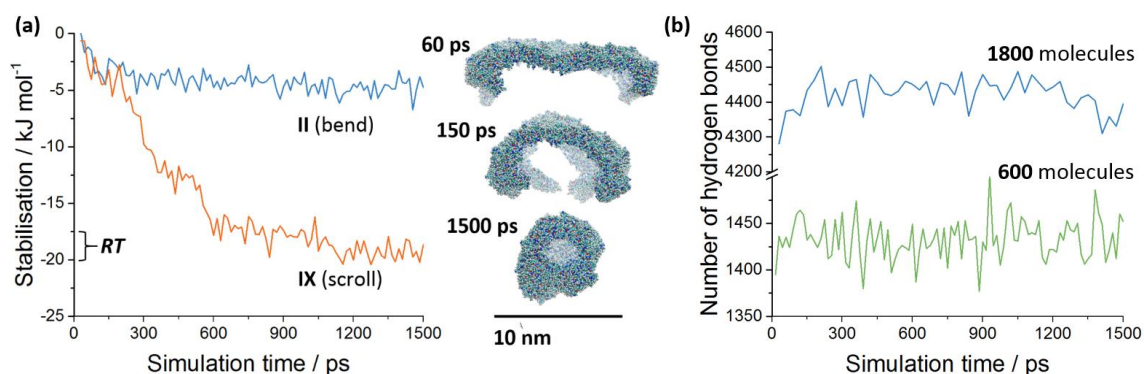 (a)
Stabilisation / kJ mol⁻¹
0
-5
-10
-15
-20
-25
RT
II (bend)
IX (scroll)
0 300 600 900 1200 1500
Simulation time / ps
60 ps
150 ps
1500 ps
10 nm
(b)
Number of hydrogen bonds
4600
4500
4400
4300
4200
1450
1400
1350
1800 molecules
600 molecules
0 300 600 900 1200 1500
Simulation time / ps